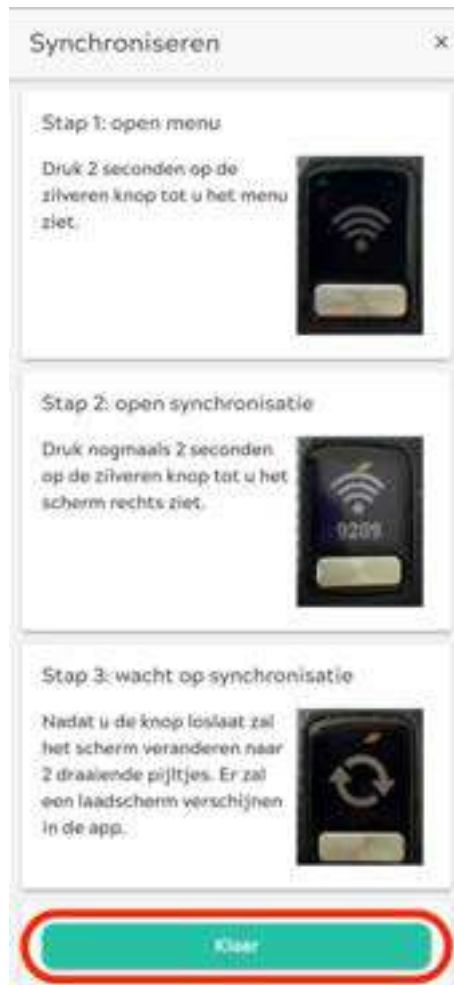 Synchroniseren ×
Stap 1: open menu
Druk 2 seconden op de
zilveren knop tot u het menu
ziet.
Stap 2: open synchronisatie
Druk nogmaals 2 seconden
op de zilveren knop tot u het
scherm rechts ziet.
9209
Stap 3: wacht op synchronisatie
Nadat u de knop loslaat zal
het scherm veranderen naar
2 draaiende pijltjes. Er zal
een laadscherm verschijnen
in de app.
Klaar